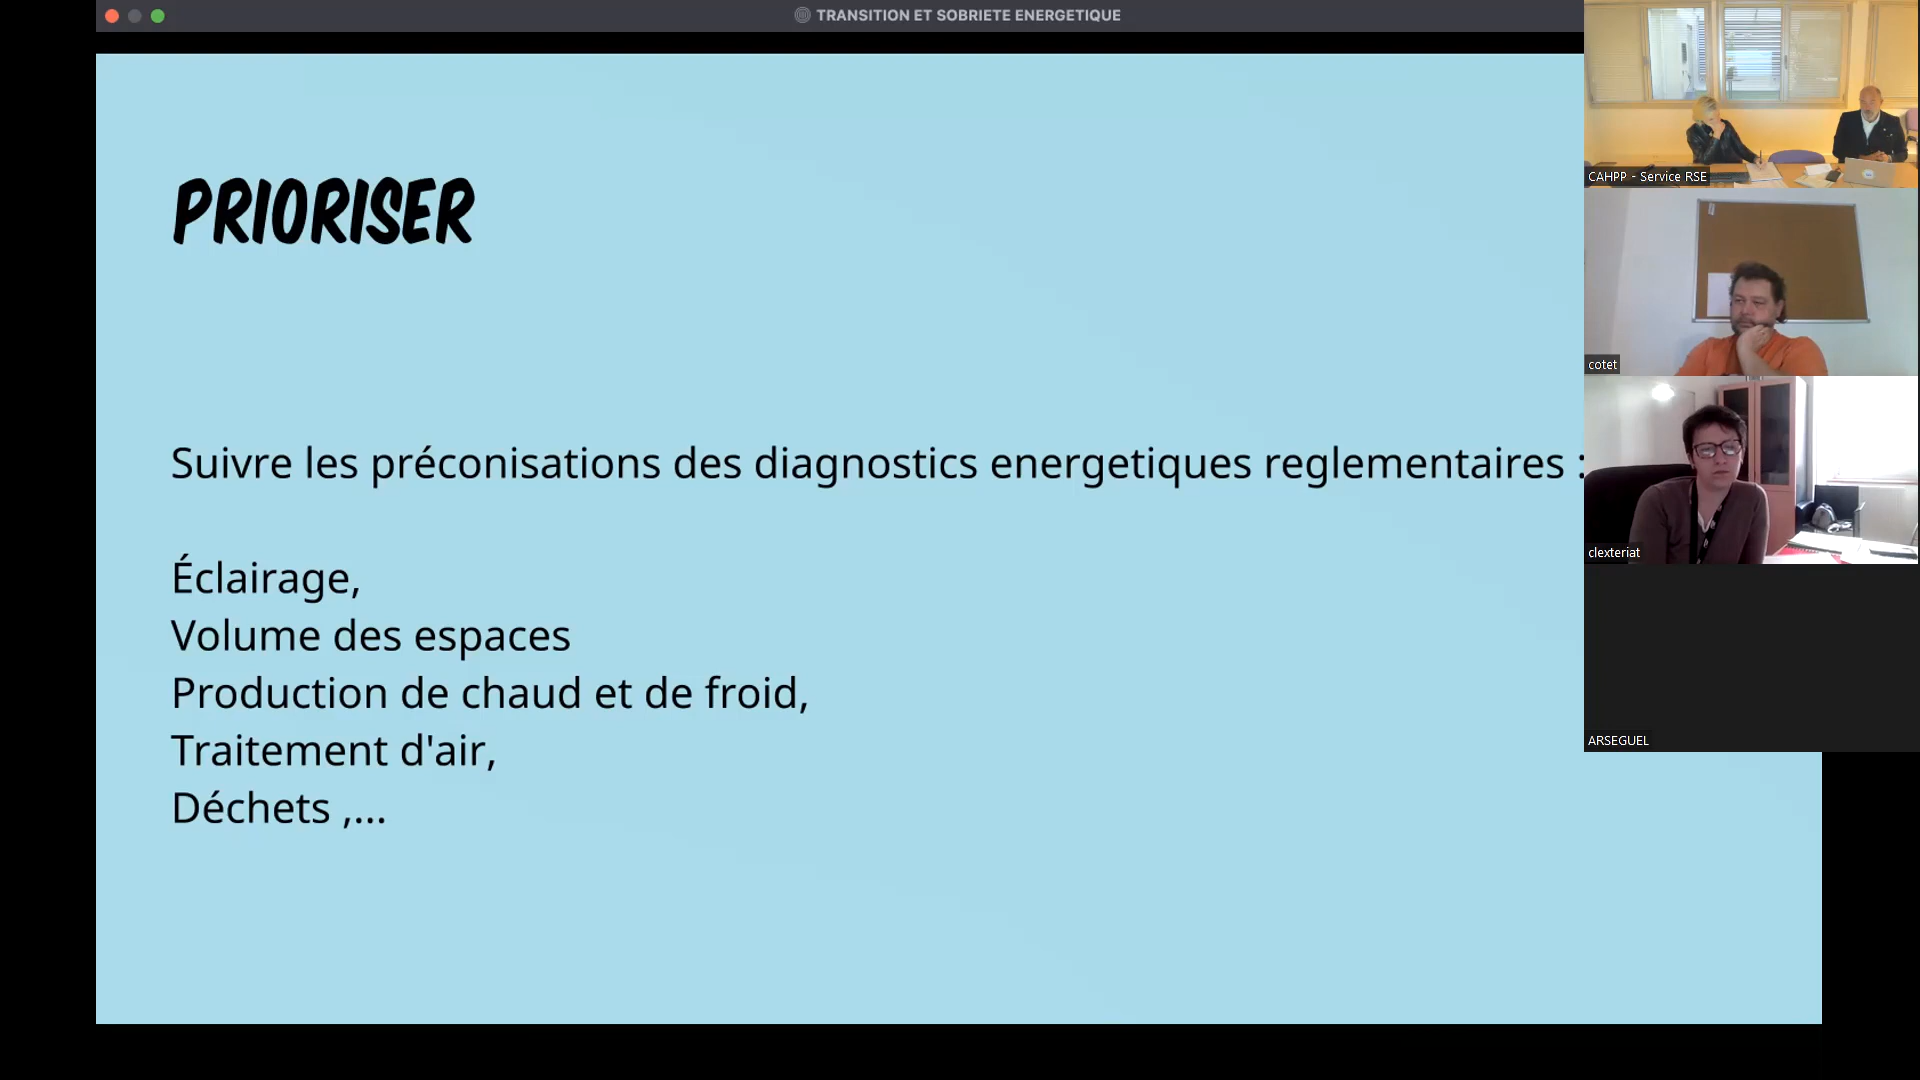 TRANSITION ET SOBRIETE ENERGETIQUE
PRIORISER
Suivre les préconisations des diagnostics energetiques reglementaires :
Éclairage,
Volume des espaces
Production de chaud et de froid,
Traitement d'air,
Déchets ,...
CAHPP - Service RSE
cotet
clexteriat
ARSEGUEL